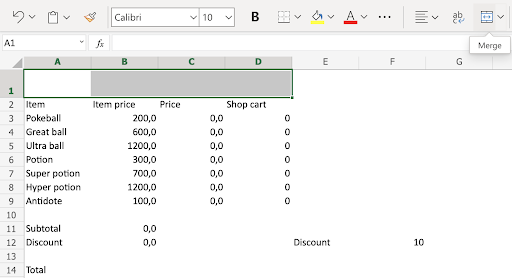 Calibri 10 B A ab
A1 fx Merge
A B C D E F G
1
2 Item Item price Price Shop cart
3 Pokeball 200,0 0,0 0
4 Great ball 600,0 0,0 0
5 Ultra ball 1200,0 0,0 0
6 Potion 300,0 0,0 0
7 Super potion 700,0 0,0 0
8 Hyper potion 1200,0 0,0 0
9 Antidote 100,0 0,0 0
10
11 Subtotal 0,0
12 Discount 0,0 Discount 10
13
14 Total